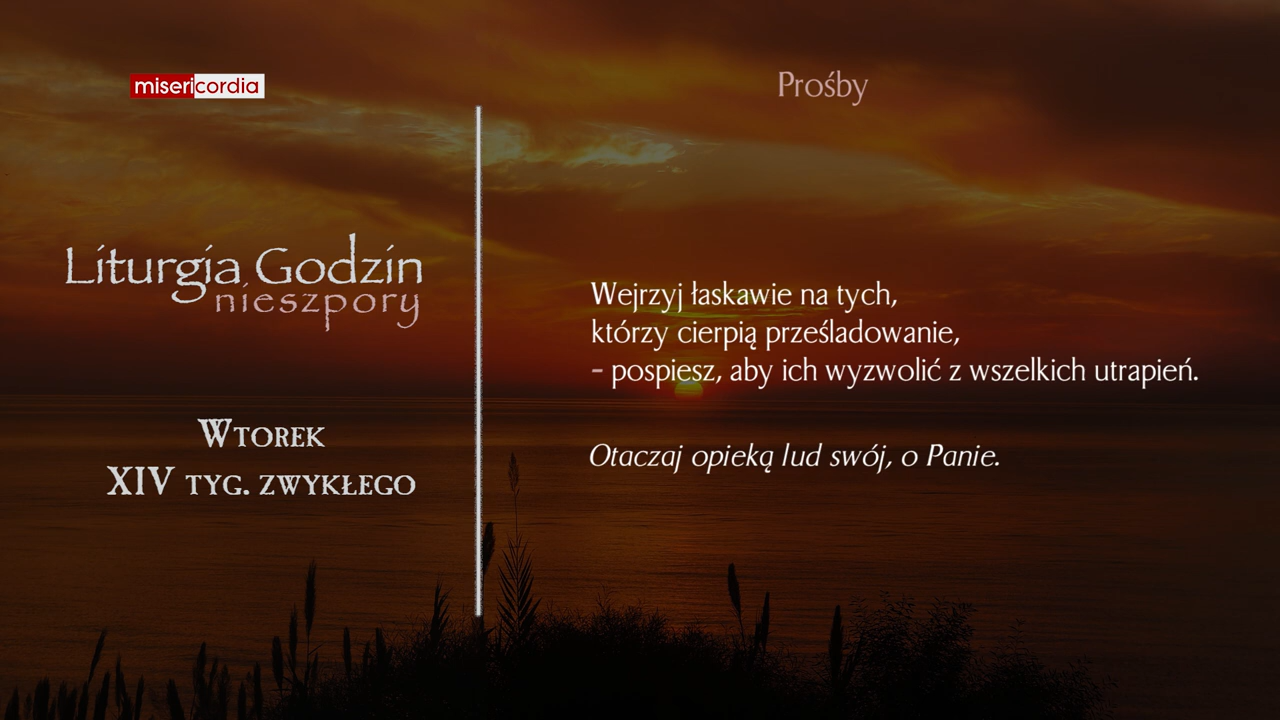 misericordia
Liturgia Godzin
nieszpory
Wtorek
XIV tyg. zwykłego
Prośby
Wejrzyj łaskawie na tych,
którzy cierpią prześladowanie,
- pospiesz, aby ich wyzwolić z wszelkich utrapień.
Otaczaj opieką lud swój, o Panie.